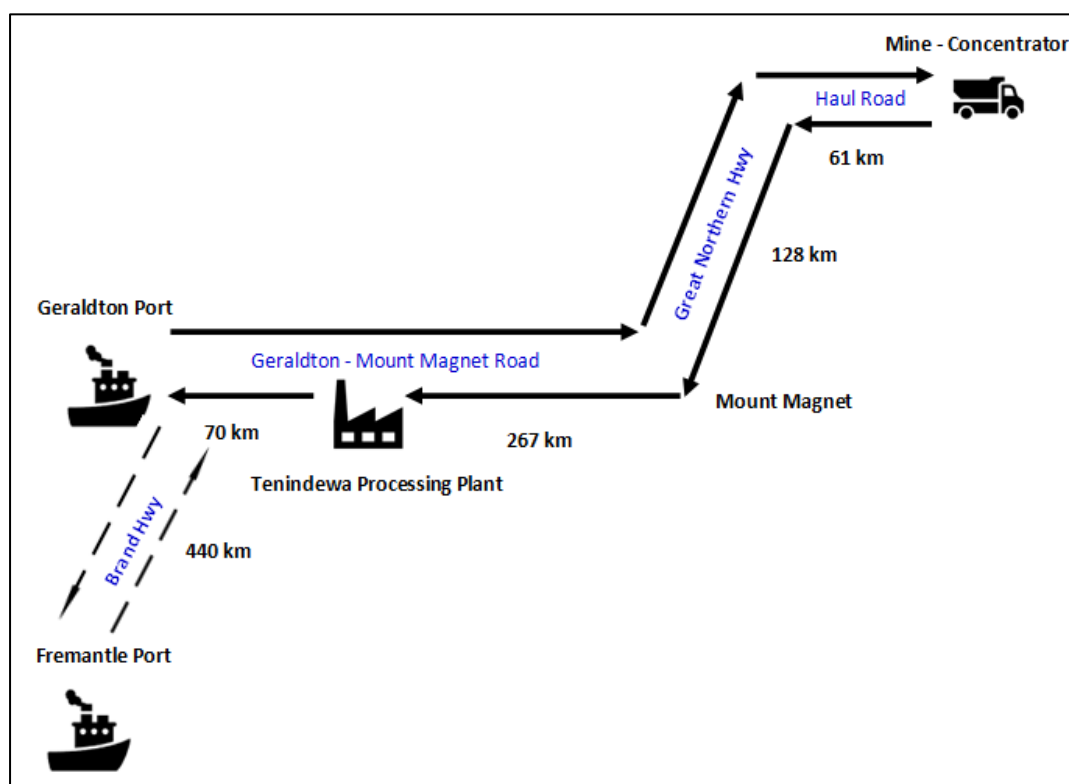 Mine - Concentrator
Haul Road
61 km
Great Northern Hwy
128 km
Geraldton Port
Geraldton - Mount Magnet Road
Mount Magnet
70 km
267 km
Tenindewa Processing Plant
Brand Hwy
440 km
Fremantle Port